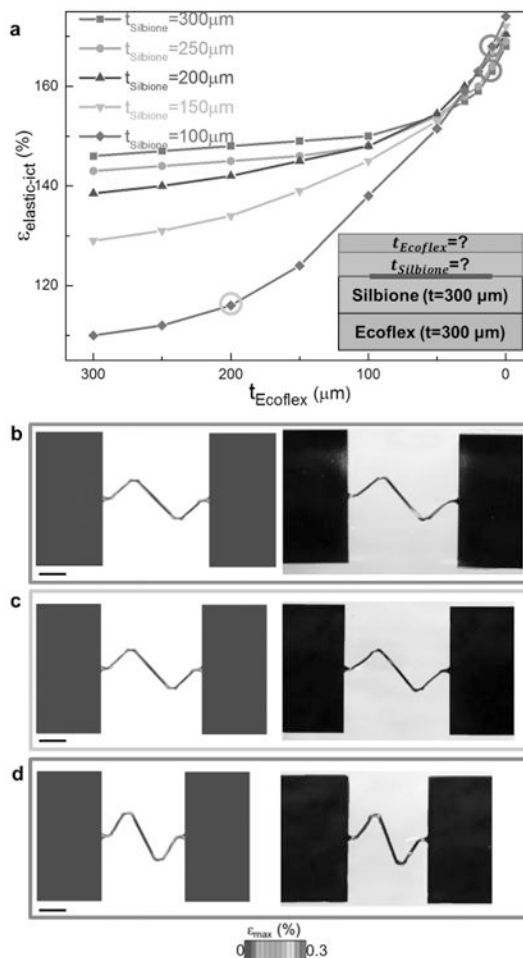 a
t_Silbione=300μm
t_Silbione=250μm
t_Silbione=200μm
t_Silbione=150μm
t_Silbione=100μm
160
140
120
ε_elastic-ict (%)
t_Ecoflex=?
t_Silbione=?
Silbione (t=300 μm)
Ecoflex (t=300 μm)
300
200
100
0
t_Ecoflex (μm)
b
c
d
ε_max (%)
0
0.3